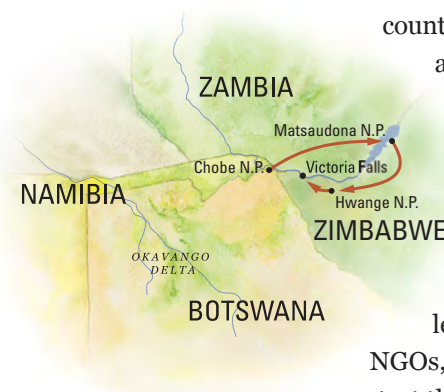 count
a
ZAMBIA
Matsaudona N.P.
Chobe N.P.
Victoria Falls
NAMIBIA
Hwange N.P.
ZIMBABWE
OKAVANGO
DELTA
BOTSWANA
le
NGOs,